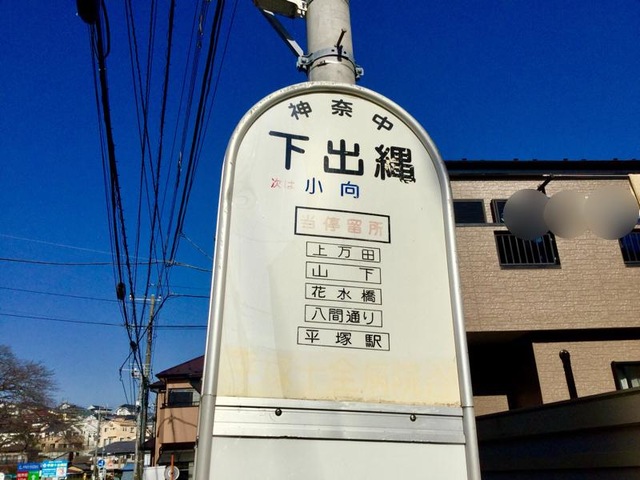 神奈中
下出縄
次は 小向
当停留所
上万田
山下
花水橋
八間通り
平塚駅